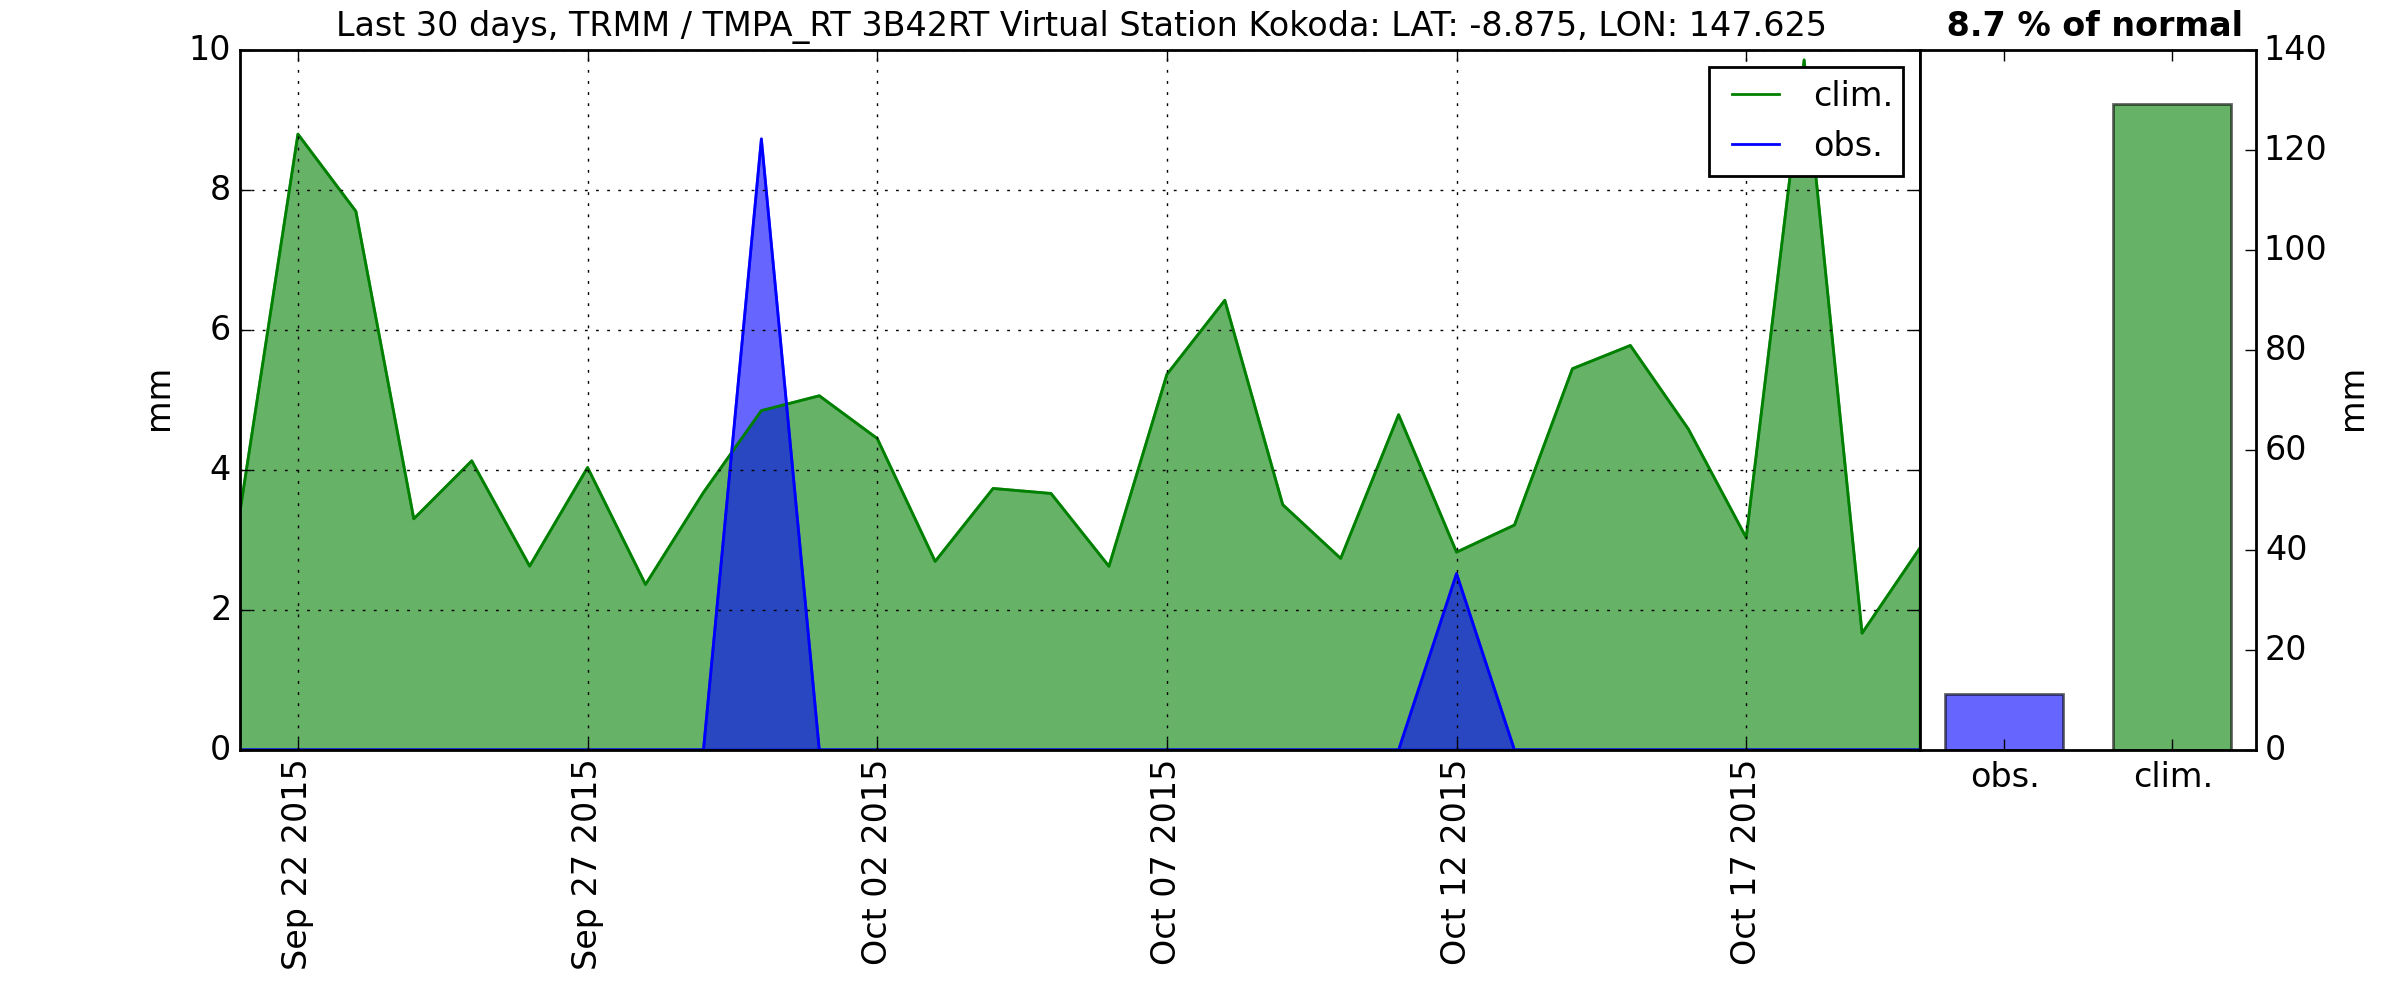 Last 30 days, TRMM / TMPA_RT 3B42RT Virtual Station Kokoda: LAT: -8.875, LON: 147.625
8.7 % of normal
10
8
6
4
2
0
mm
clim.
obs.
Sep 22 2015
Sep 27 2015
Oct 02 2015
Oct 07 2015
Oct 12 2015
Oct 17 2015
140
120
100
80
60
40
20
0
mm
obs.
clim.